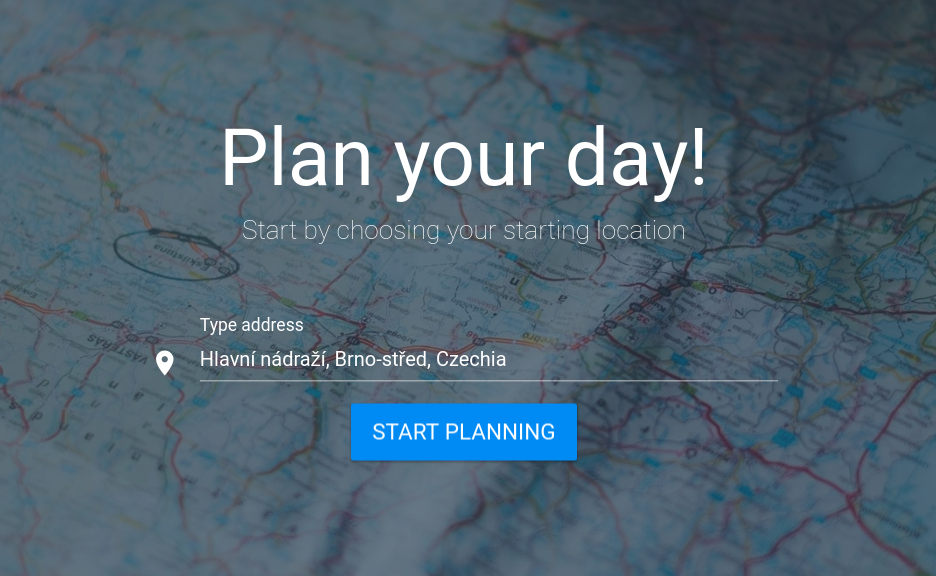 Plan your day!
Start by choosing your starting location
Type address
Hlavní nádraží, Brno-střed, Czechia
START PLANNING